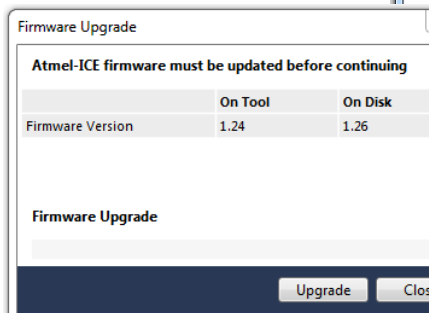 Firmware Upgrade
Atmel-ICE firmware must be updated before continuing
On Tool On Disk
Firmware Version 1.24 1.26
Firmware Upgrade
Upgrade